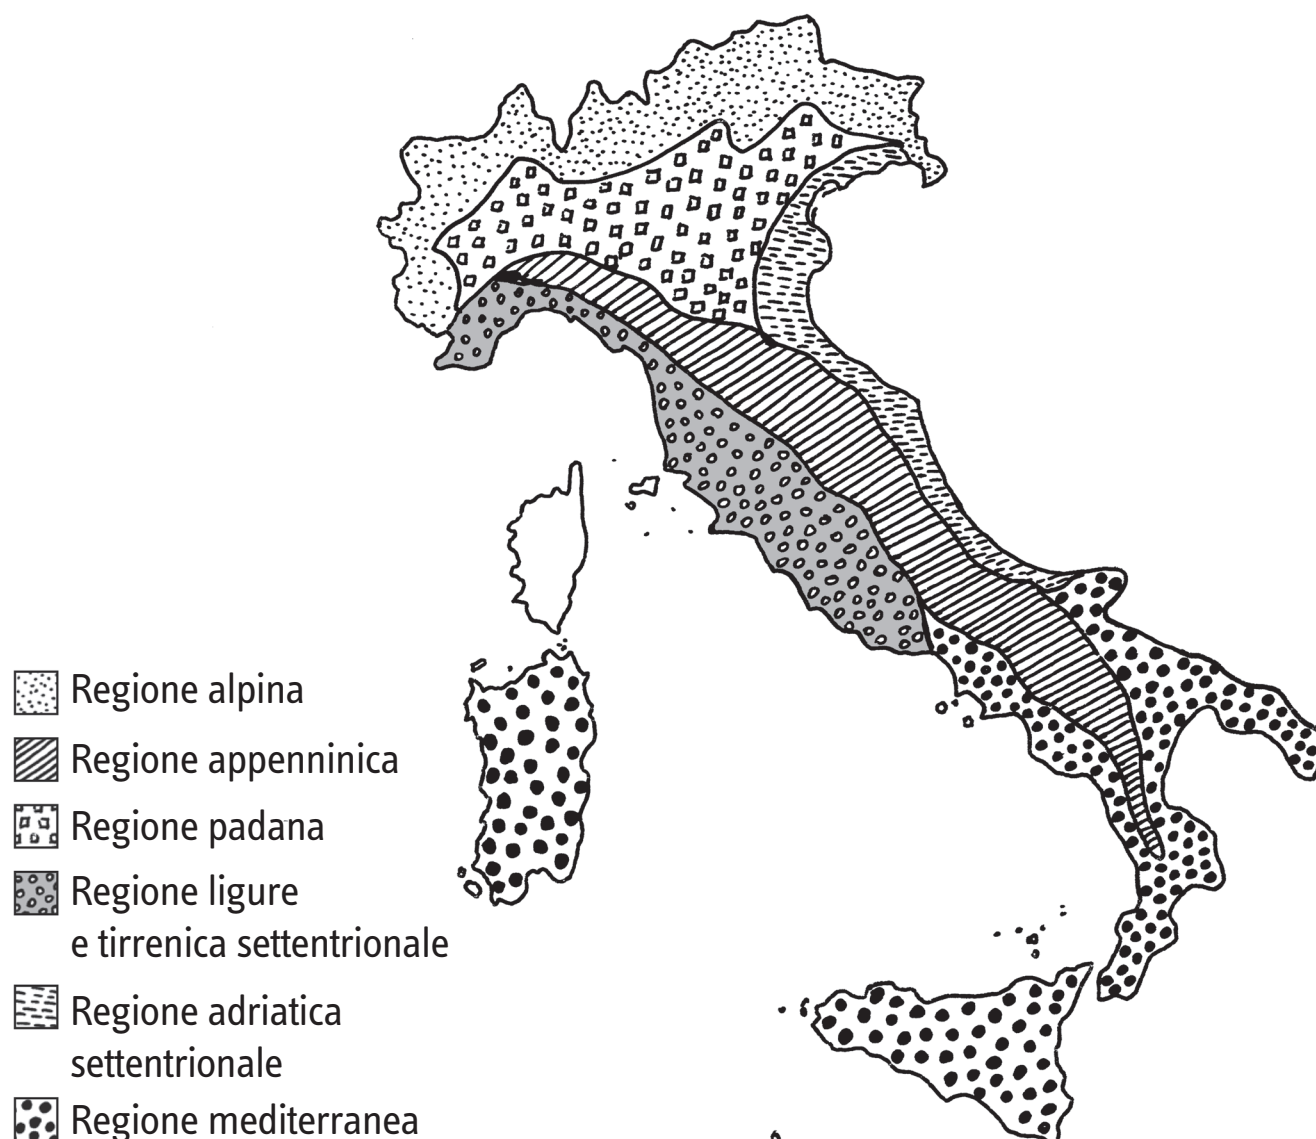 Regione alpina
Regione appenninica
Regione padana
Regione ligure
e tirrenica settentrionale
Regione adriatica
settentrionale
Regione mediterranea